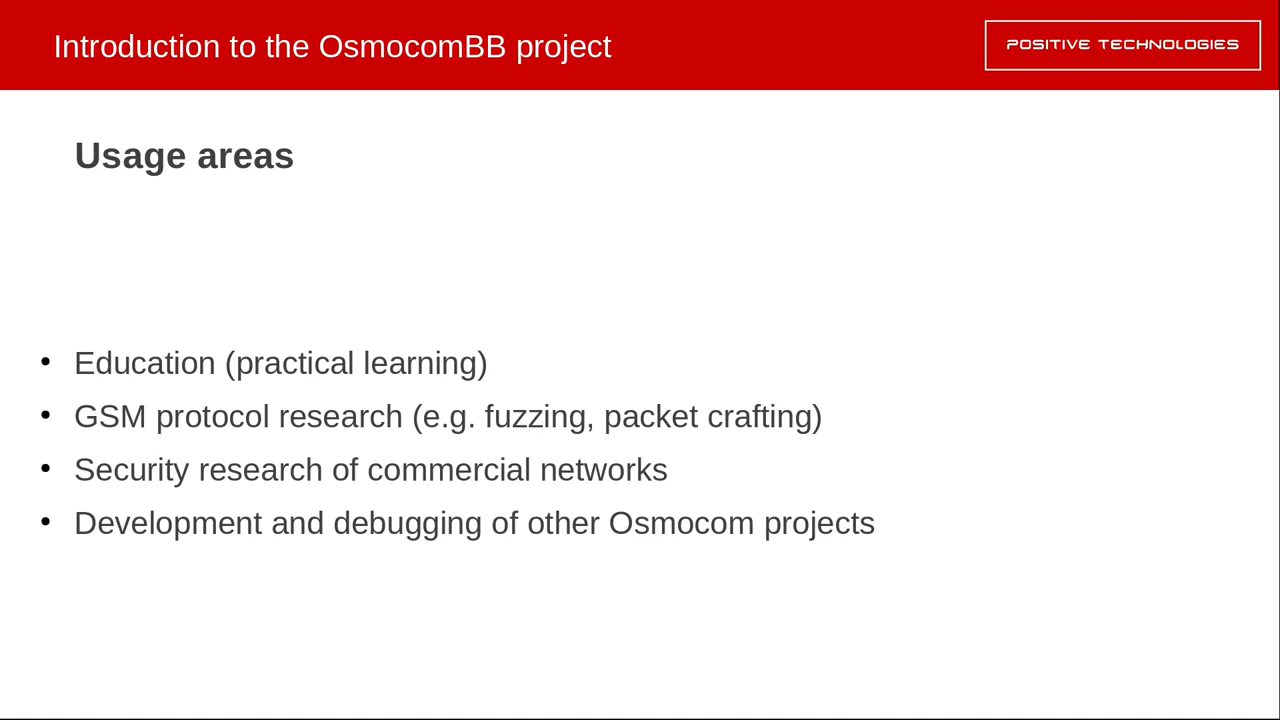 Introduction to the OsmocomBB project
POSITIVE TECHNOLOGIES
Usage areas
• Education (practical learning)
• GSM protocol research (e.g. fuzzing, packet crafting)
• Security research of commercial networks
• Development and debugging of other Osmocom projects